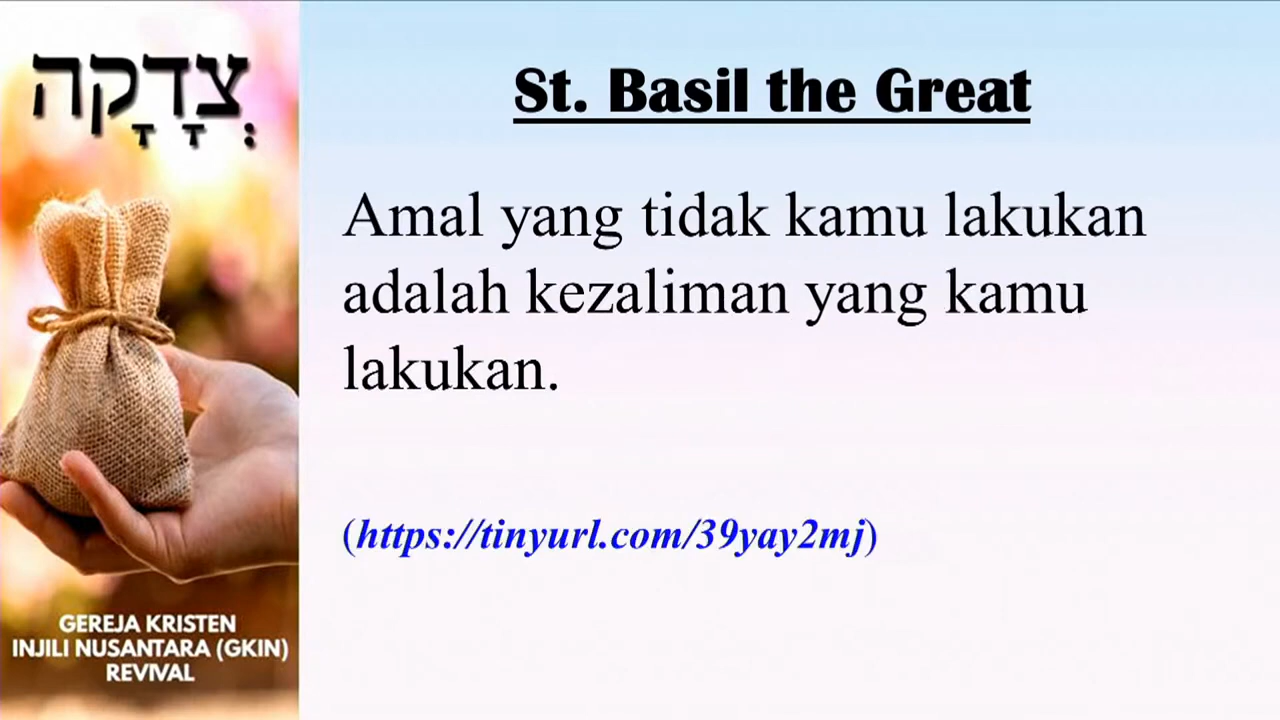 צְדָקָה
St. Basil the Great
Amal yang tidak kamu lakukan
adalah kezaliman yang kamu
lakukan.
(https://tinyurl.com/39yay2mj)
GEREJA KRISTEN
INJILI NUSANTARA (GKIN)
REVIVAL